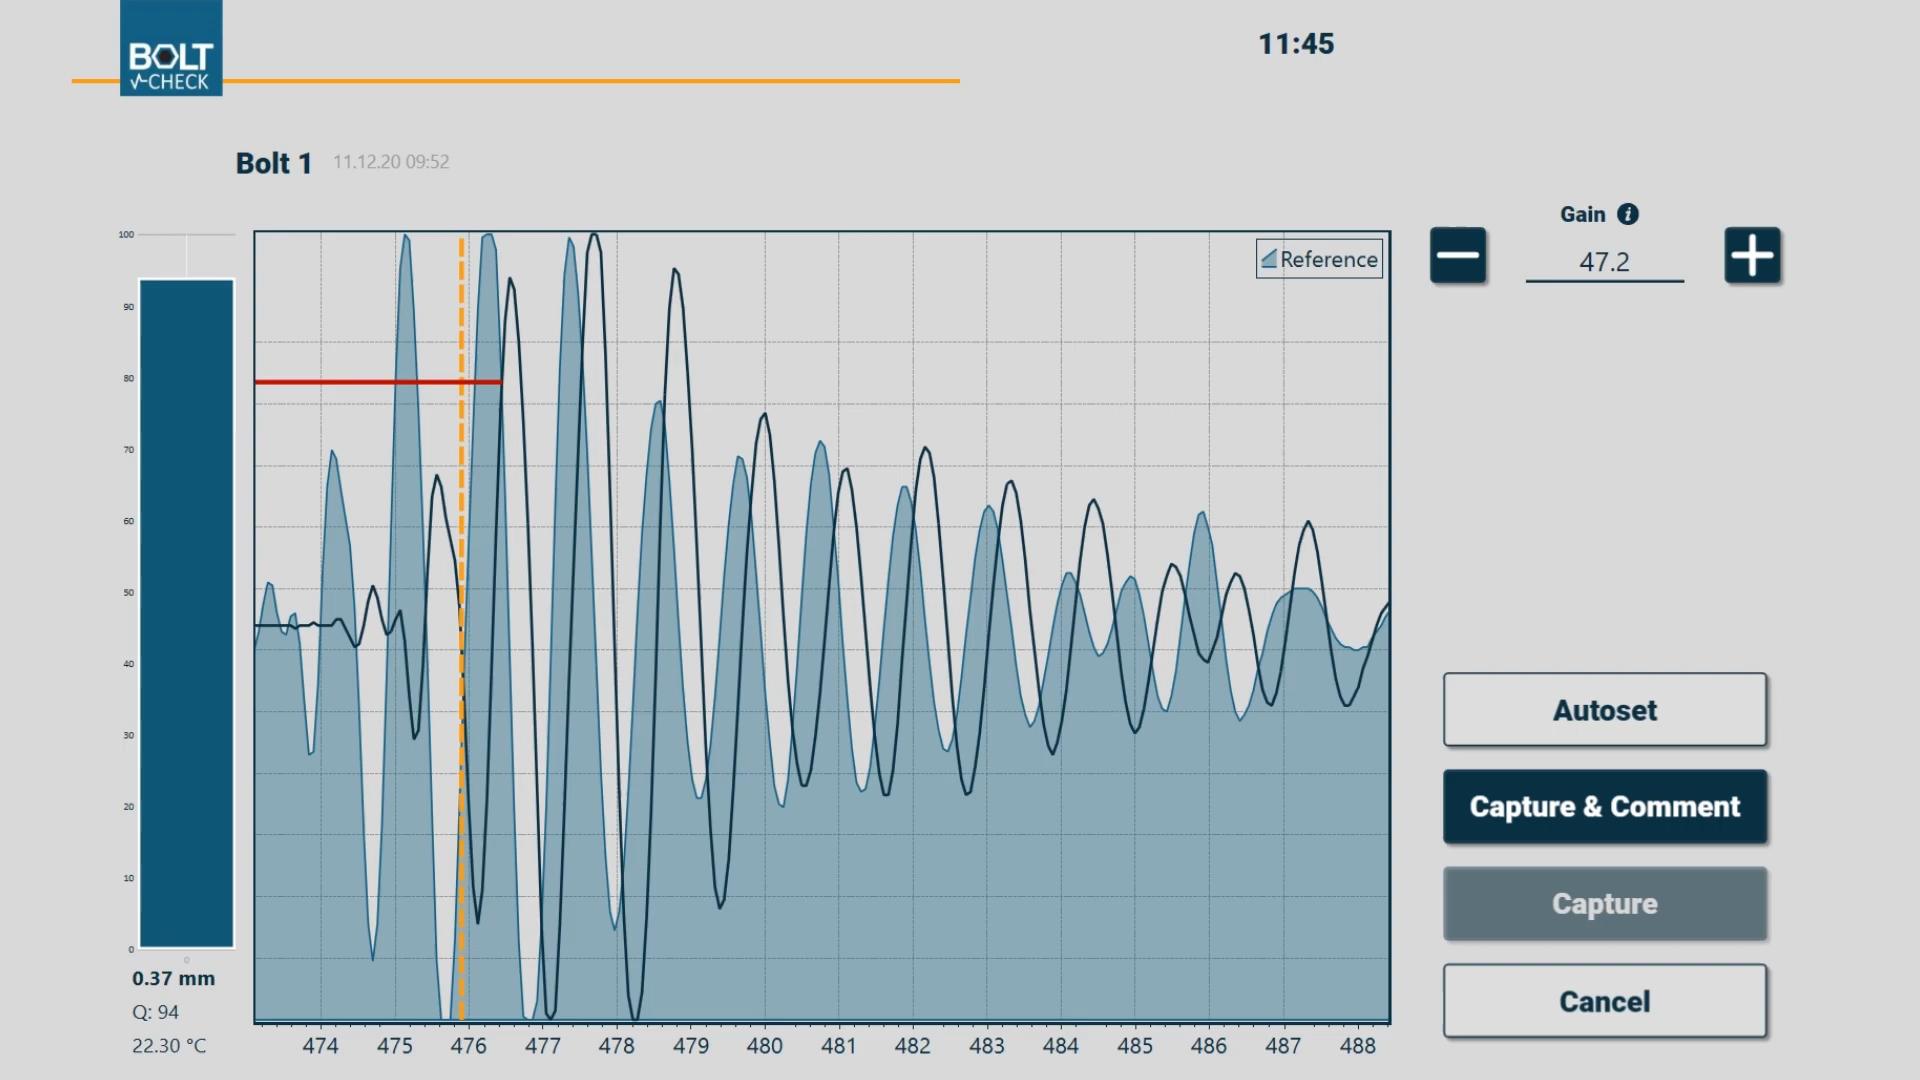 BOLT
√-CHECK
11:45
Bolt 1 11.12.20 09:52
Gain i
47.2
Reference
100
90
80
70
60
50
40
30
20
10
0
0
0.37 mm
Q: 94
22.30 °C
474 475 476 477 478 479 480 481 482 483 484 485 486 487 488
Autoset
Capture & Comment
Capture
Cancel